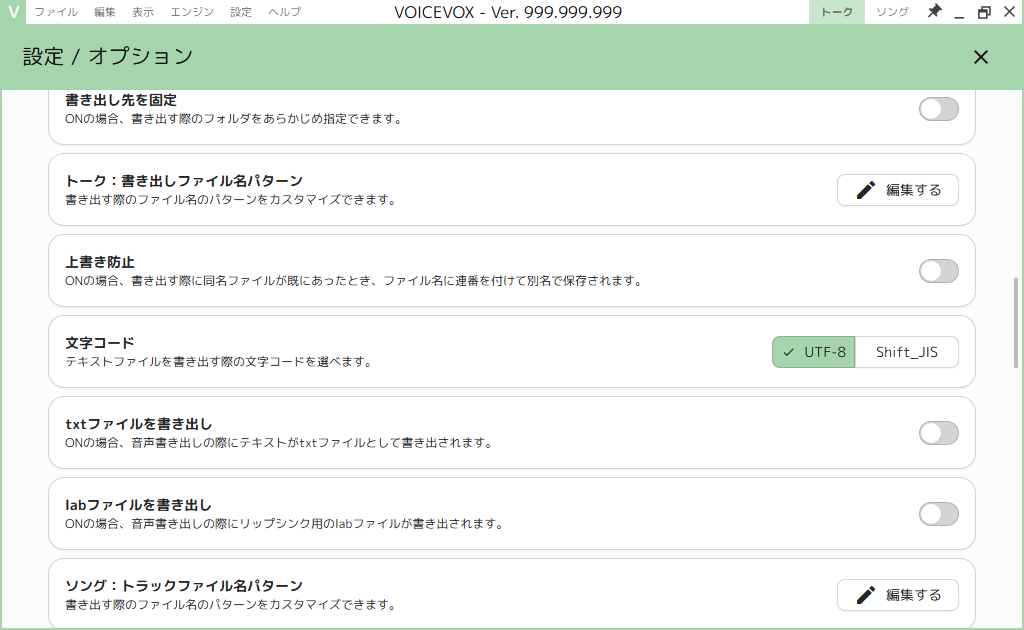 V ファイル 編集 表示 エンジン 設定 ヘルプ VOICEVOX - Ver. 999.999.999 トーク ソング
設定 / オプション
書き出し先を固定
ONの場合、書き出す際のフォルダをあらかじめ指定できます。
トーク：書き出しファイル名パターン
書き出す際のファイル名のパターンをカスタマイズできます。
編集する
上書き防止
ONの場合、書き出す際に同名ファイルが既にあったとき、ファイル名に連番を付けて別名で保存されます。
文字コード
テキストファイルを書き出す際の文字コードを選べます。
UTF-8 Shift_JIS
txtファイルを書き出し
ONの場合、音声書き出しの際にテキストがtxtファイルとして書き出されます。
labファイルを書き出し
ONの場合、音声書き出しの際にリップシンク用のlabファイルが書き出されます。
ソング：トラックファイル名パターン
書き出す際のファイル名のパターンをカスタマイズできます。
編集する